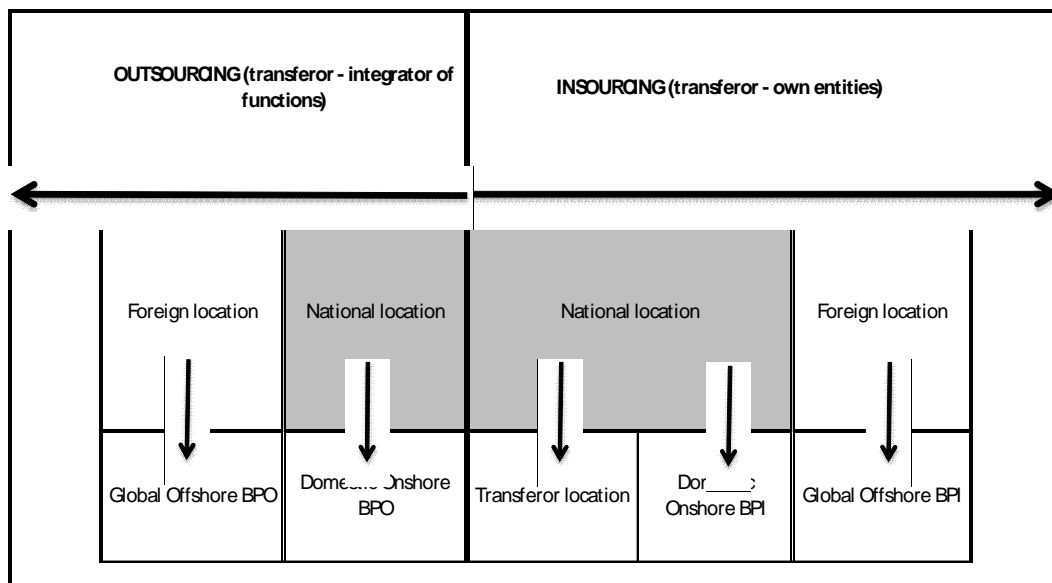 OUTSOURCING (transferor - integrator of
functions)
INSOURCING (transferor - own entities)
Foreign location
National location
National location
Foreign location
Global Offshore BPO
Onshore
BPO
Transferor location
Onshore BPI
Global Offshore BPI